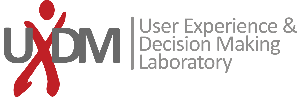 UXDM
User Experience &
Decision Making
Laboratory